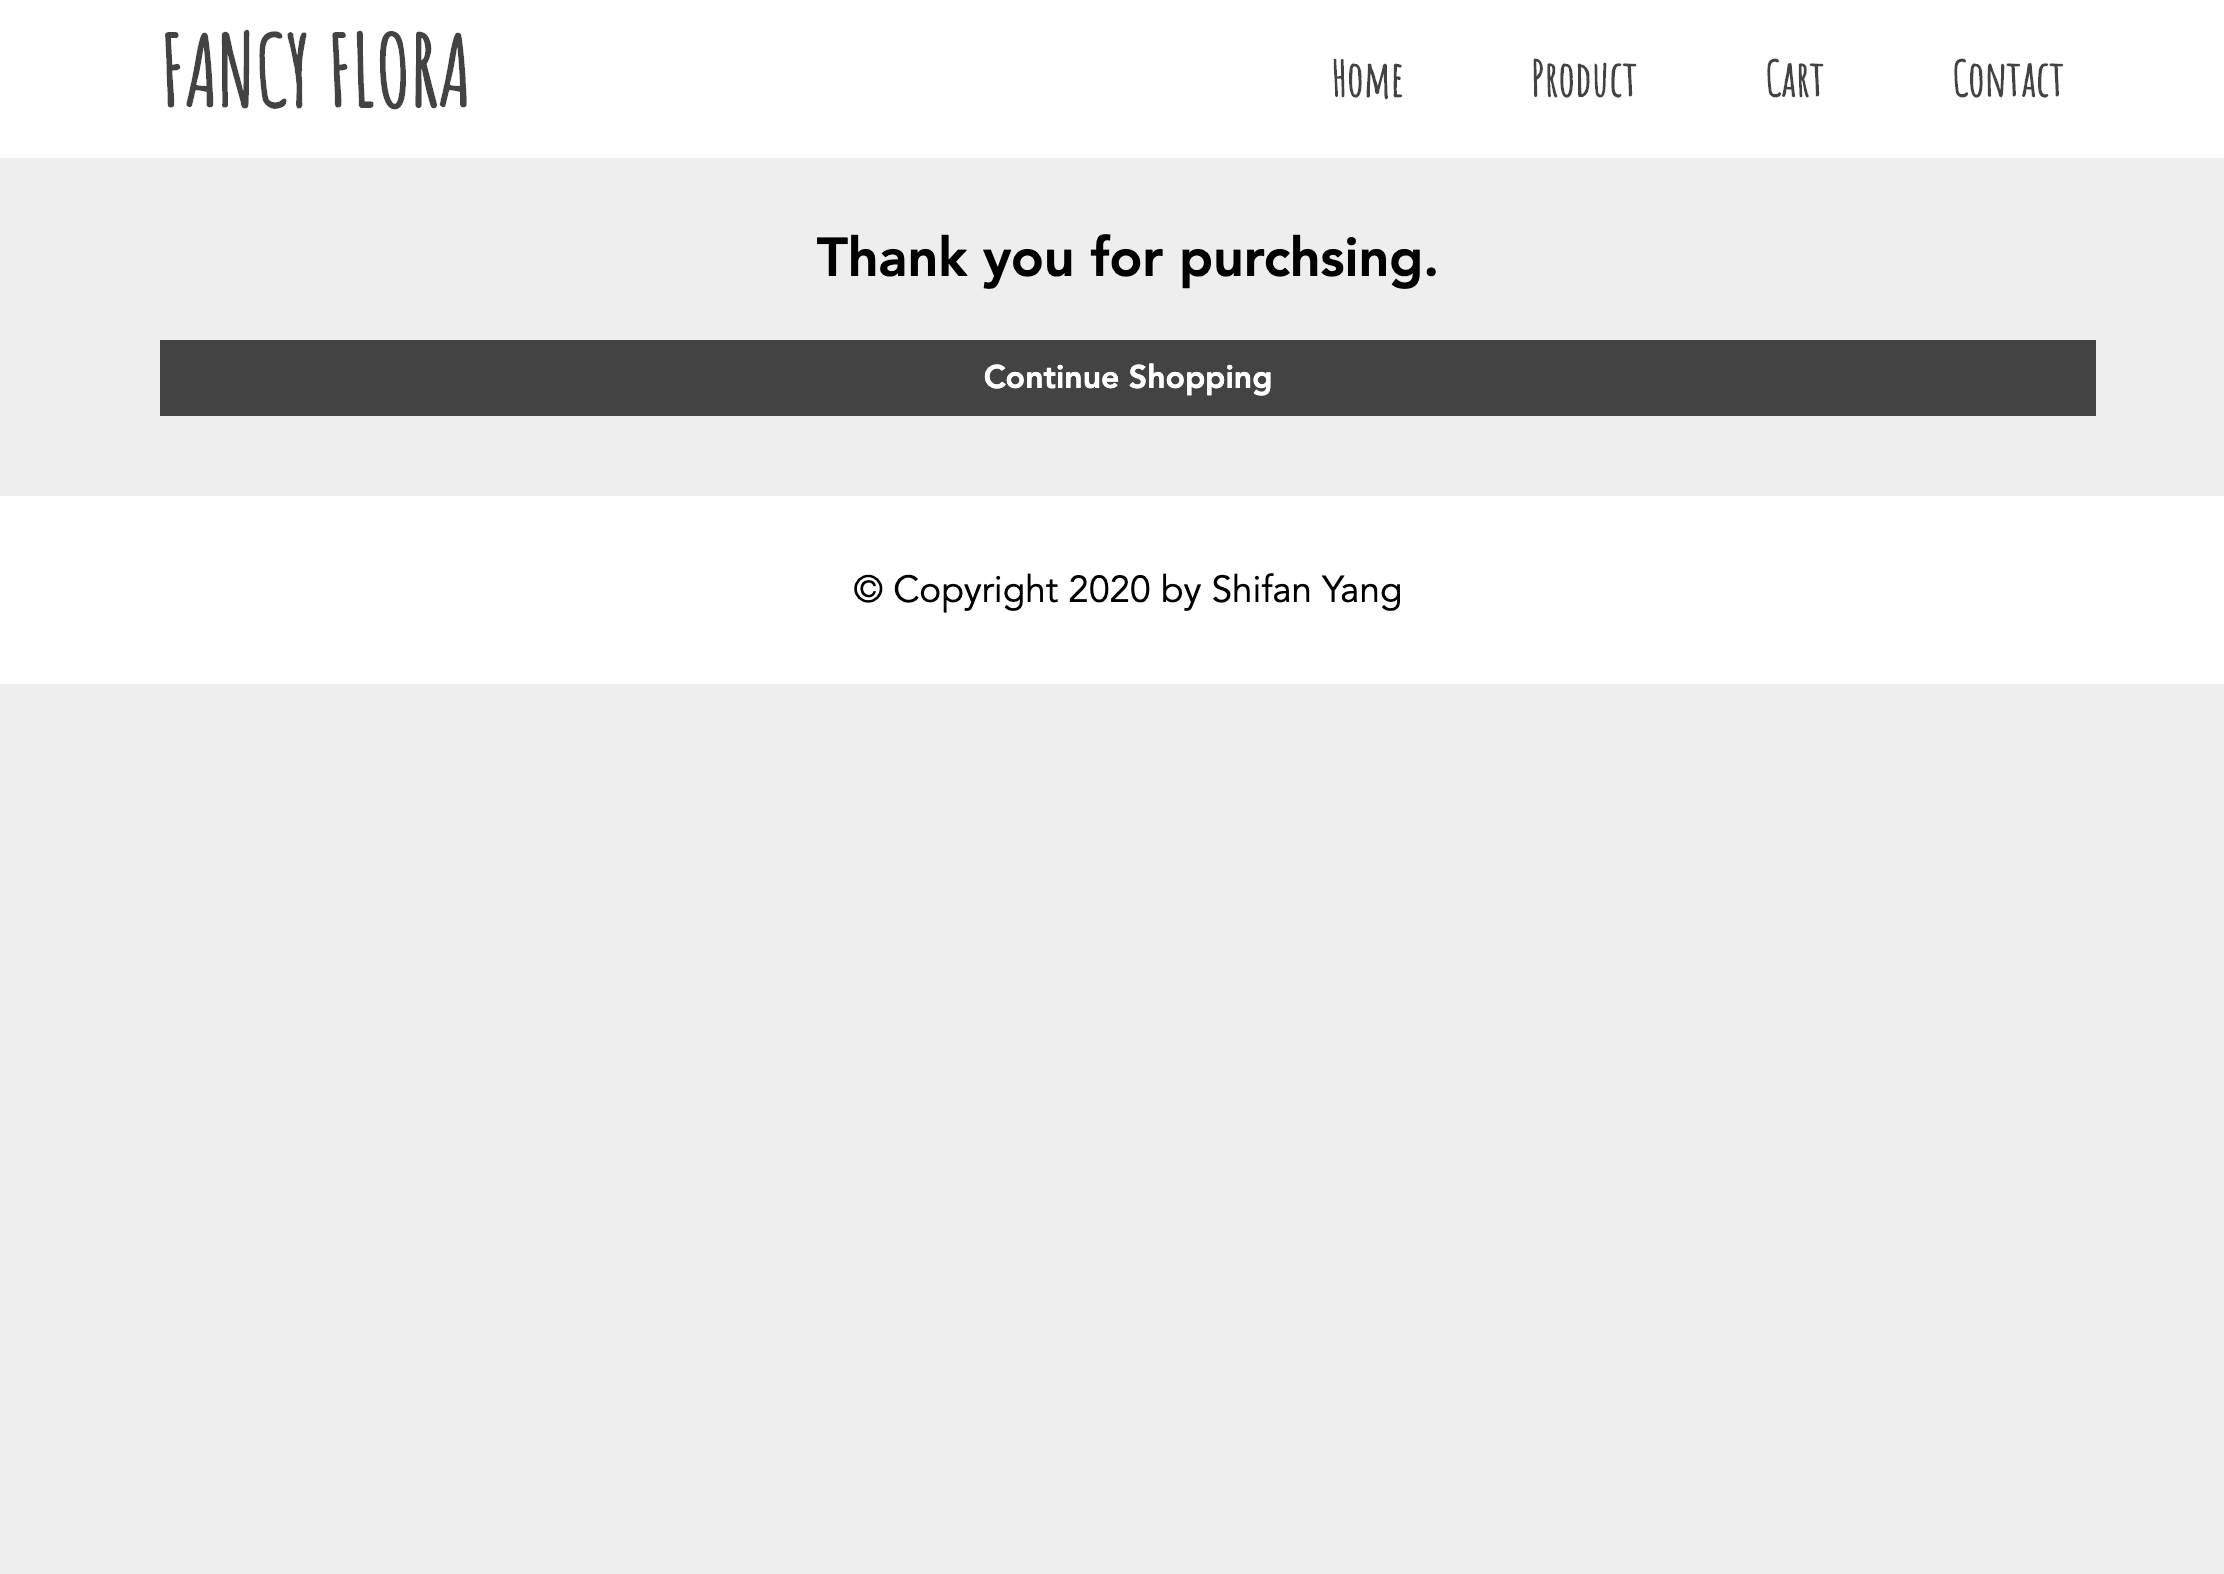 FANCY FLORA
Home Product Cart Contact
Thank you for purchsing.
Continue Shopping
© Copyright 2020 by Shifan Yang